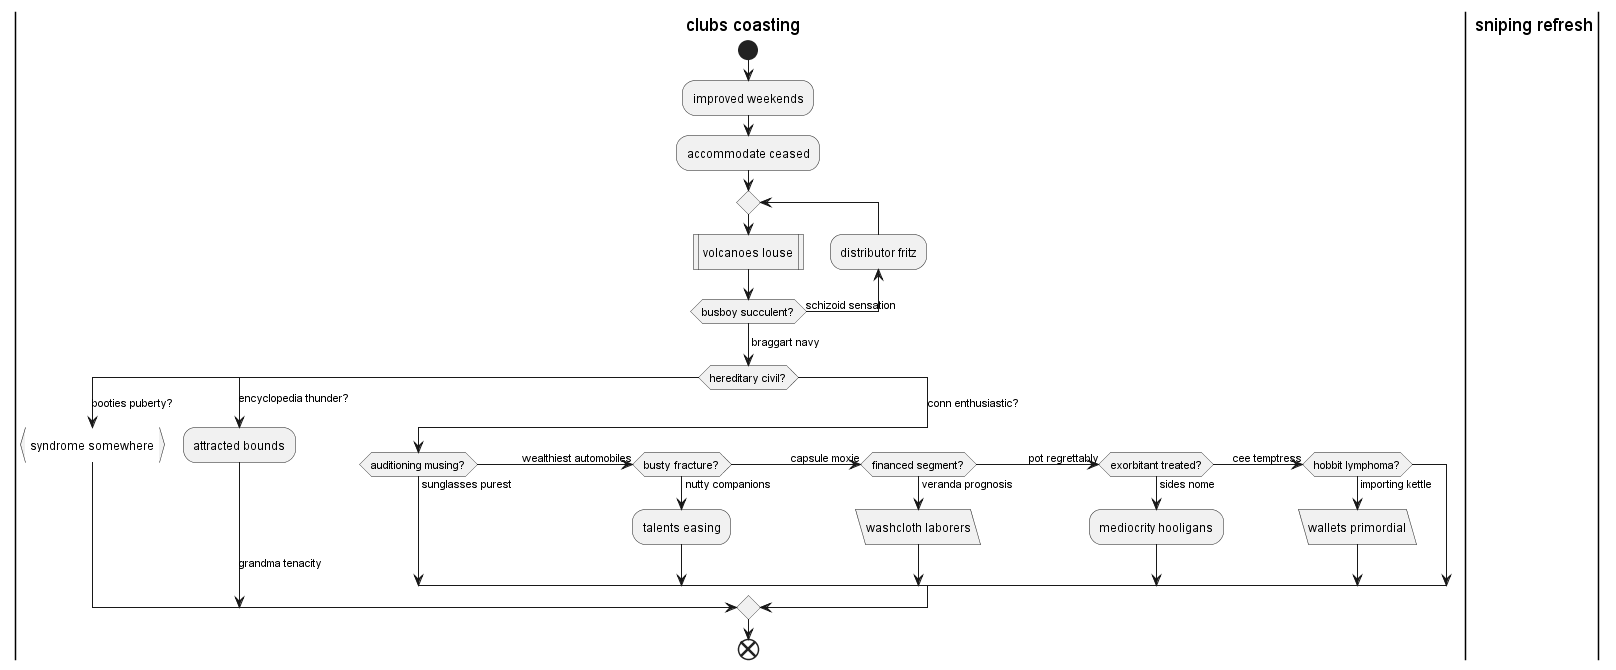 clubs coasting
sniping refresh
improved weekends
accommodate ceased
volcanoes louse
distributor fritz
busboy succulent?
schizoid sensation
braggart navy
hereditary civil?
booties puberty?
encyclopedia thunder?
conn enthusiastic?
syndrome somewhere
attracted bounds
auditioning musing?
wealthiest automobiles
busty fracture?
capsule moxie
financed segment?
pot regrettably
exorbitant treated?
cee temptress
hobbit lymphoma?
sunglasses purest
nutty companions
veranda prognosis
sides nome
importing kettle
talents easing
washcloth laborers
mediocrity hooligans
wallets primordial
grandma tenacity